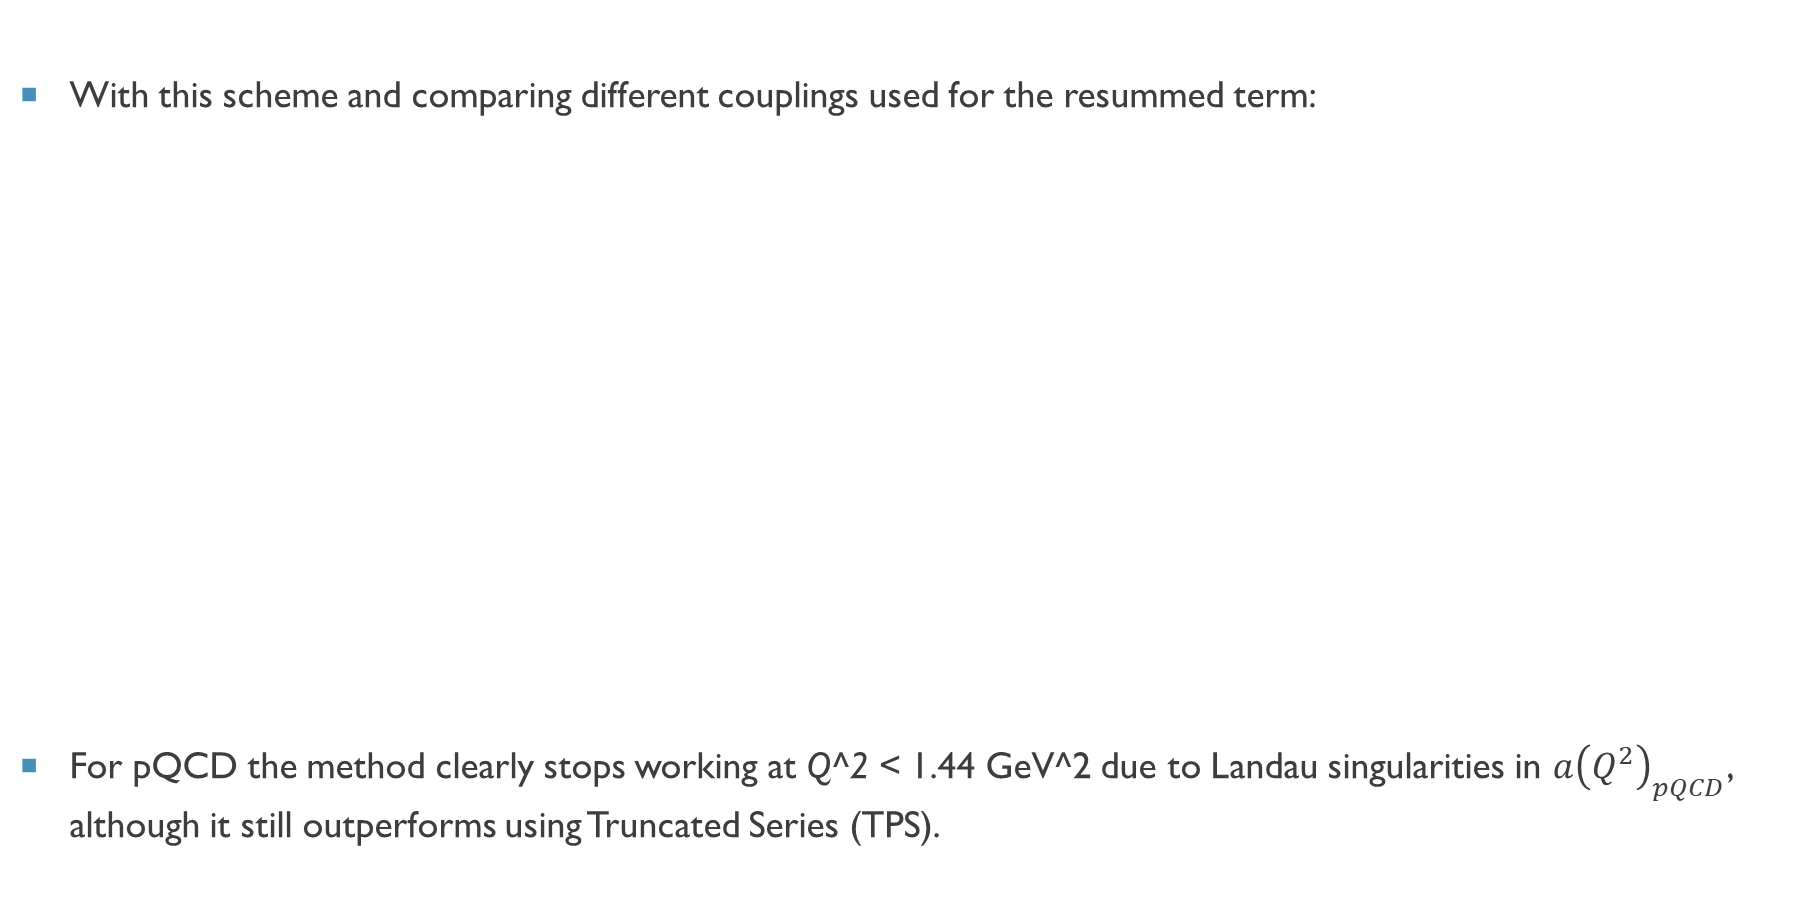 ▪ With this scheme and comparing different couplings used for the resummed term:
▪ For pQCD the method clearly stops working at Q^2 < 1.44 GeV^2 due to Landau singularities in a(Q²)_pQCD,
although it still outperforms using Truncated Series (TPS).